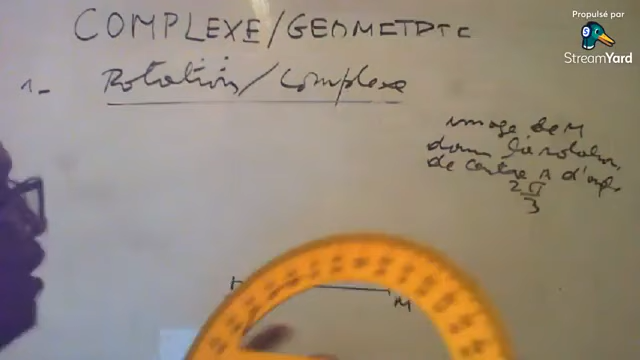 COMPLEXE/GEOMETRIE
Propulsé par
StreamYard
1- Rotation/Complexe
image de M
dans la rotation
de centre A d'angle
2π/3
M